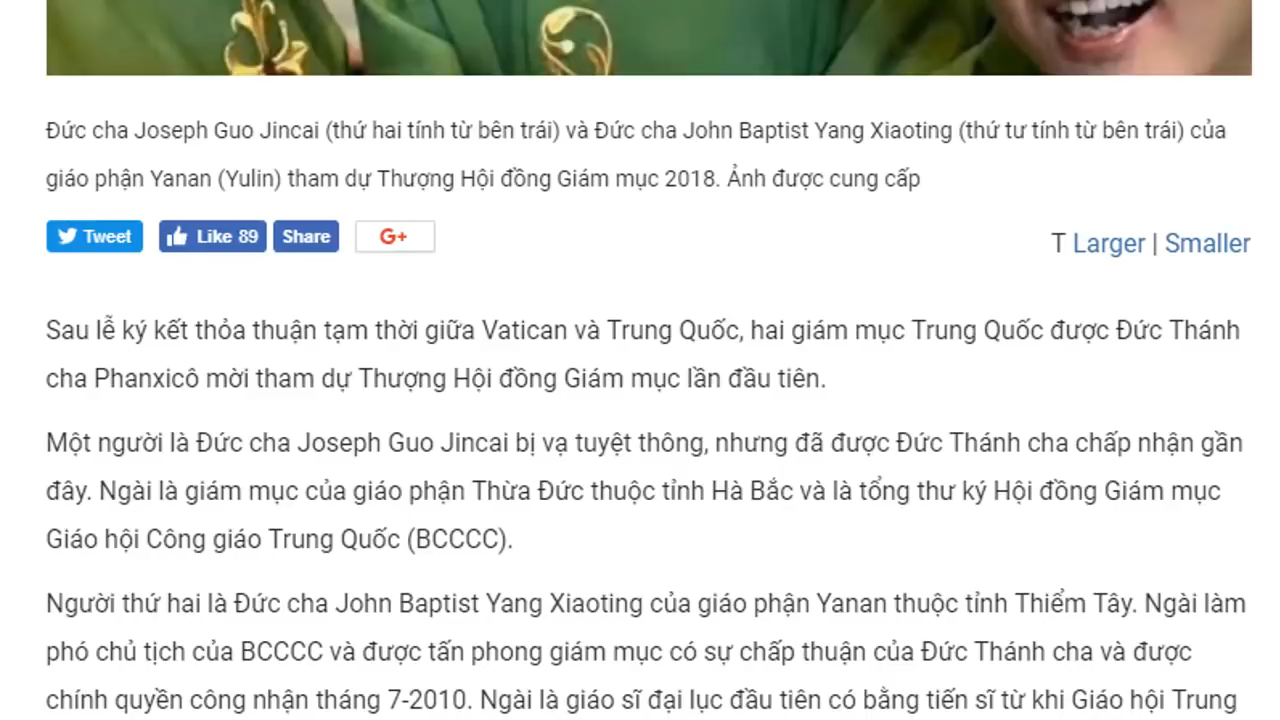 Đức cha Joseph Guo Jincai (thứ hai tính từ bên trái) và Đức cha John Baptist Yang Xiaoting (thứ tư tính từ bên trái) của
giáo phận Yanan (Yulin) tham dự Thượng Hội đồng Giám mục 2018. Ảnh được cung cấp
Tweet Like 89 Share G+ T Larger | Smaller
Sau lễ ký kết thỏa thuận tạm thời giữa Vatican và Trung Quốc, hai giám mục Trung Quốc được Đức Thánh
cha Phanxicô mời tham dự Thượng Hội đồng Giám mục lần đầu tiên.
Một người là Đức cha Joseph Guo Jincai bị vạ tuyệt thông, nhưng đã được Đức Thánh cha chấp nhận gần
đây. Ngài là giám mục của giáo phận Thừa Đức thuộc tỉnh Hà Bắc và là tổng thư ký Hội đồng Giám mục
Giáo hội Công giáo Trung Quốc (BCCCC).
Người thứ hai là Đức cha John Baptist Yang Xiaoting của giáo phận Yanan thuộc tỉnh Thiểm Tây. Ngài làm
phó chủ tịch của BCCCC và được tấn phong giám mục có sự chấp thuận của Đức Thánh cha và được
chính quyền công nhận tháng 7-2010. Ngài là giáo sĩ đại lục đầu tiên có bằng tiến sĩ từ khi Giáo hội Trung